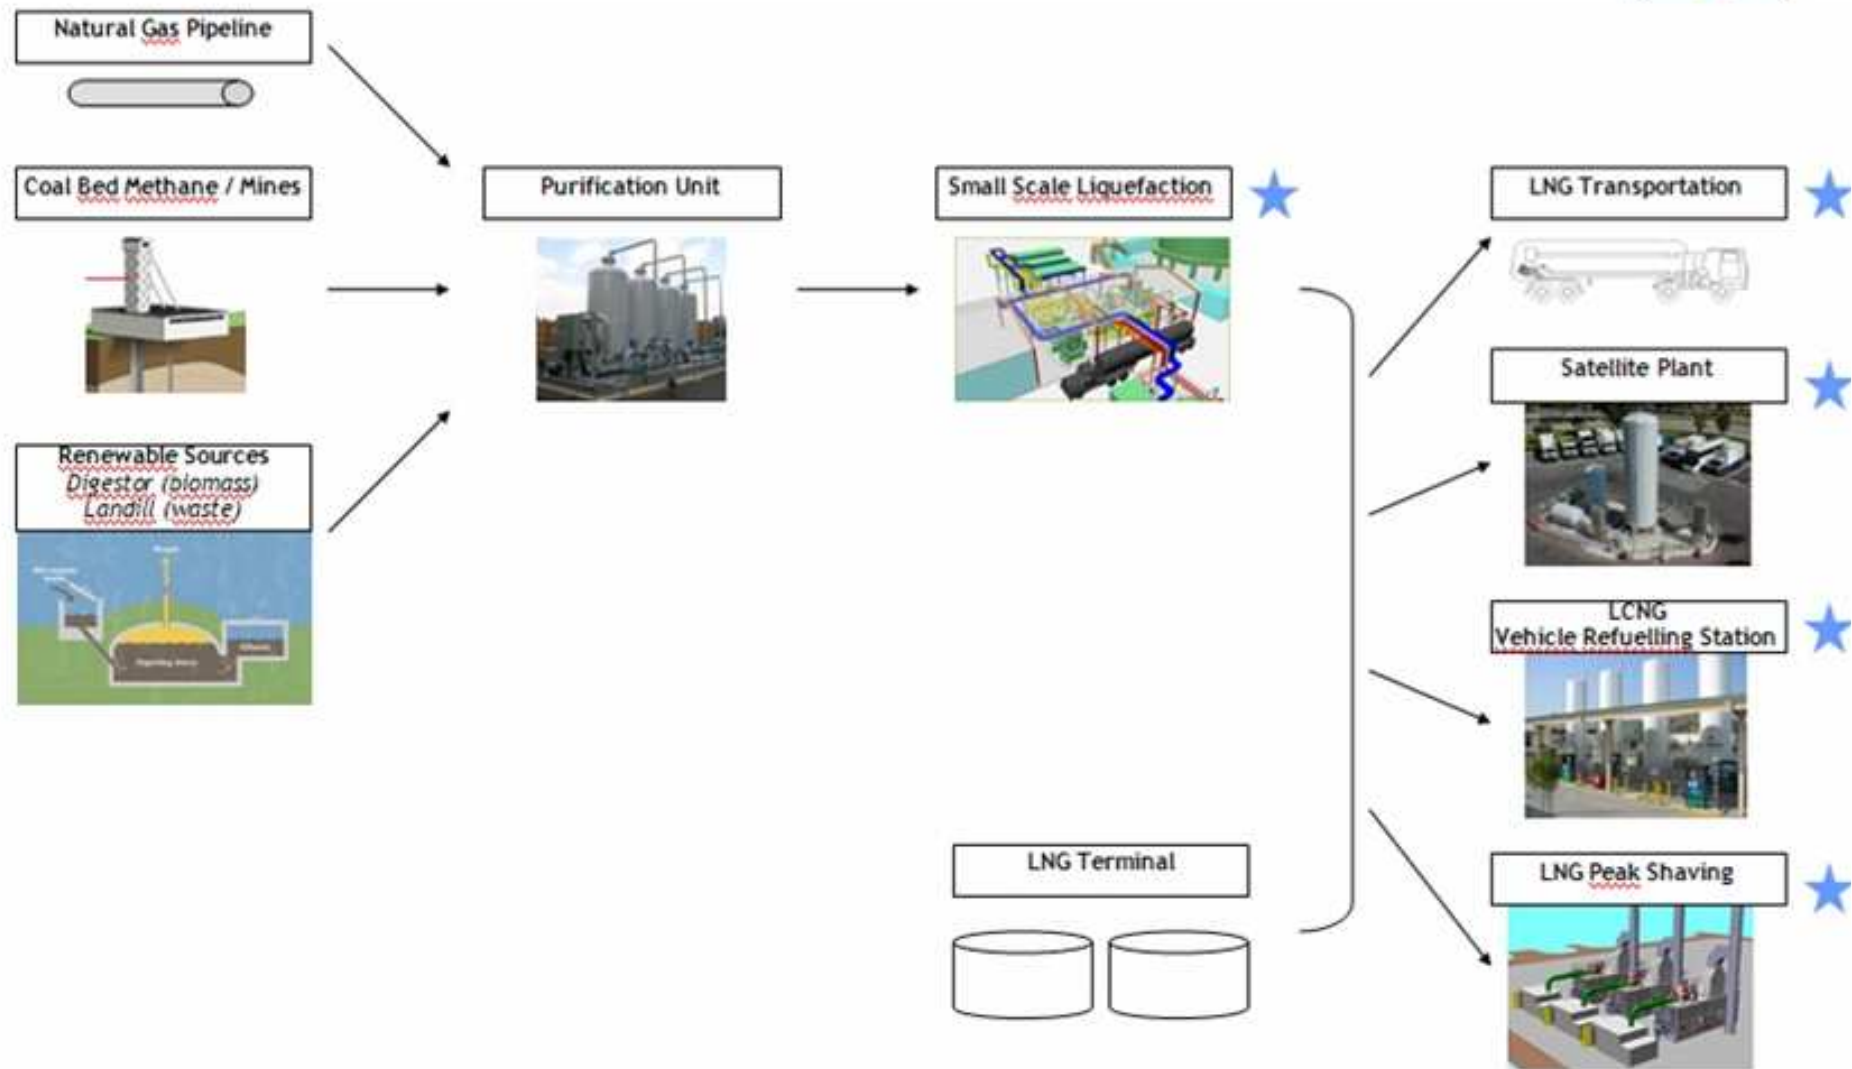 Natural Gas Pipeline
Coal Bed Methane / Mines
Purification Unit
Small Scale Liquefaction
LNG Transportation
Satellite Plant
Renewable Sources
Digestor (biomass)
Landill (waste)
LCNG
Vehicle Refuelling Station
LNG Terminal
LNG Peak Shaving